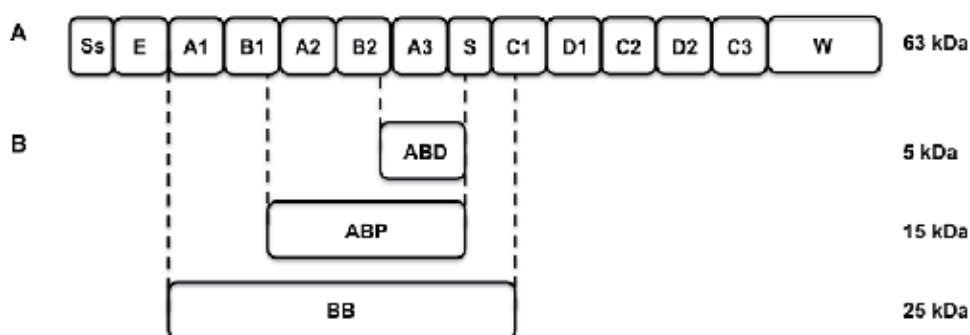 A Ss E A1 B1 A2 B2 A3 S C1 D1 C2 D2 C3 W 63 kDa
B
ABD 5 kDa
ABP 15 kDa
BB 25 kDa